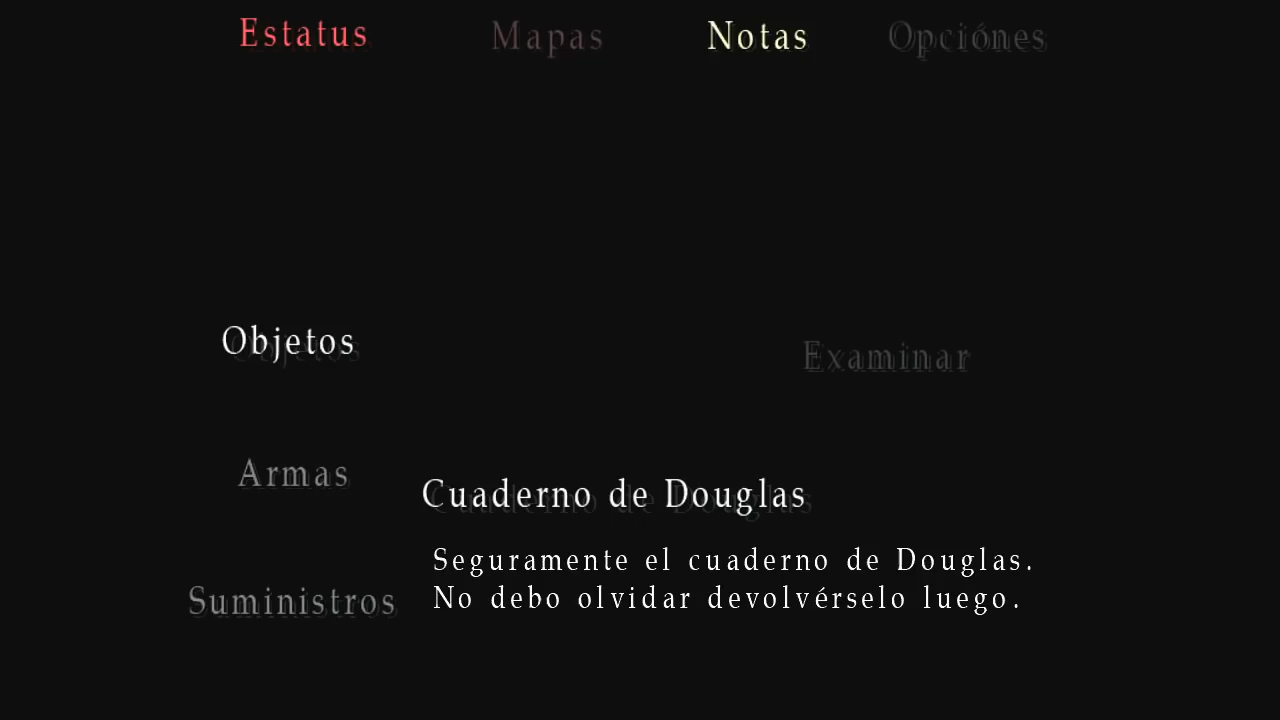 Estatus
Mapas
Notas
Opciónes
Objetos
Examinar
Armas
Cuaderno de Douglas
Seguramente el cuaderno de Douglas.
No debo olvidar devolvérselo luego.
Suministros